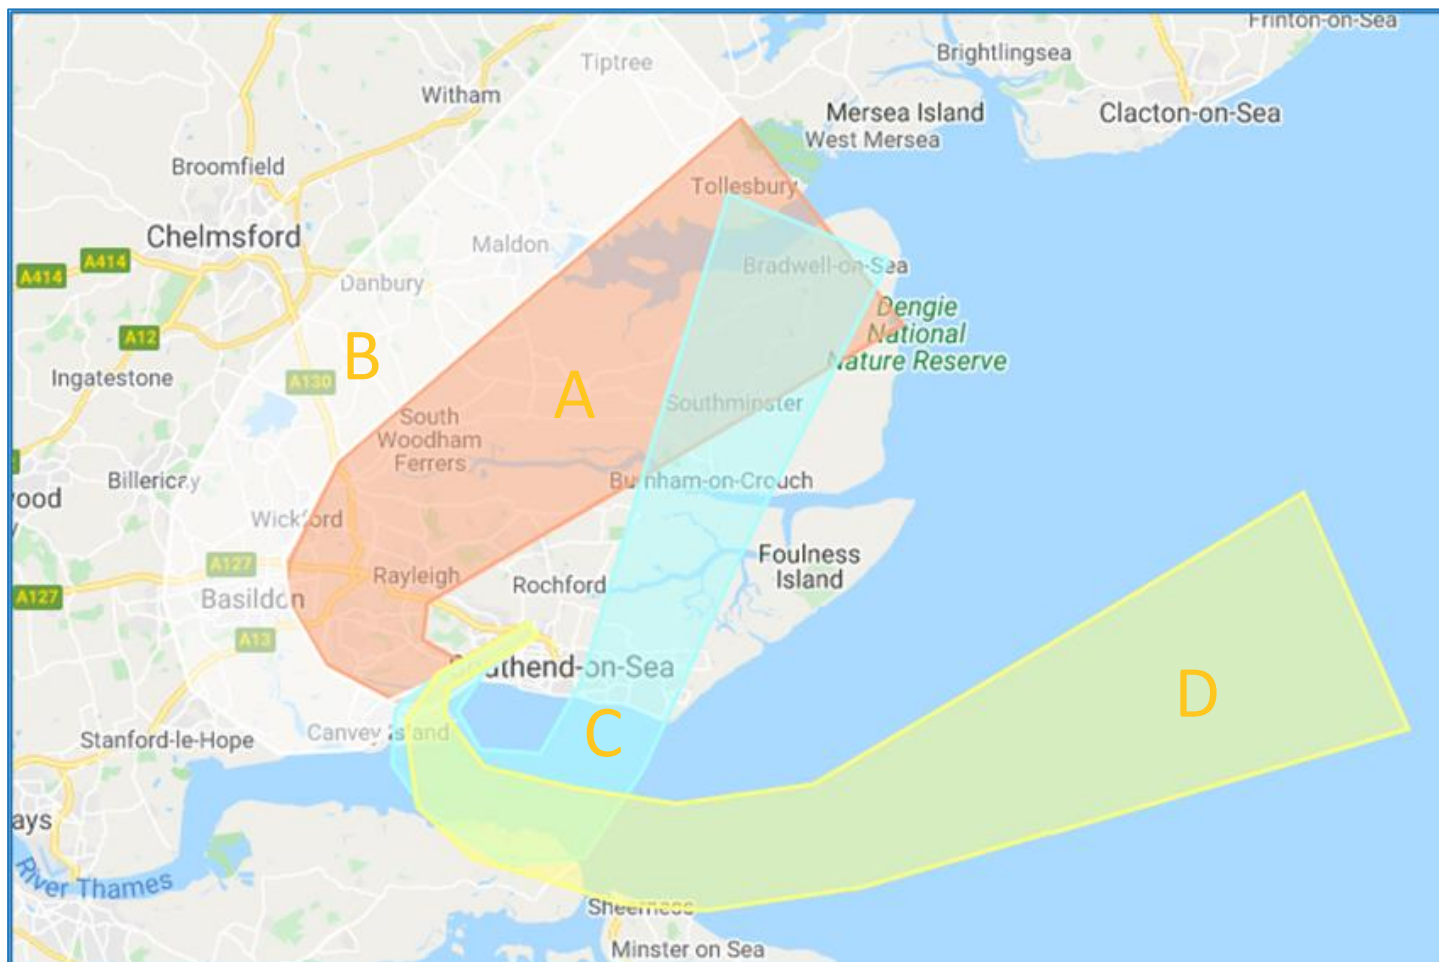 Frinton-on-Sea
Tiptree
Brightlingsea
Witham
Mersea Island
Clacton-on-Sea
West Mersea
Broomfield
Tollesbury
Chelmsford
Maldon
A414
A414
Bradwell-on-Sea
Danbury
Dengie
National
Nature Reserve
A12
B
A
Ingatestone
A130
Southminster
South
Woodham
Ferrers
Billericay
Burnham-on-Crouch
ood
Wickford
Foulness
Island
A127
Rayleigh
Rochford
A127
Basildon
A13
Southend-on-Sea
D
Canvey Island
C
Stanford-le-Hope
ays
River Thames
Sheerness
Minster on Sea